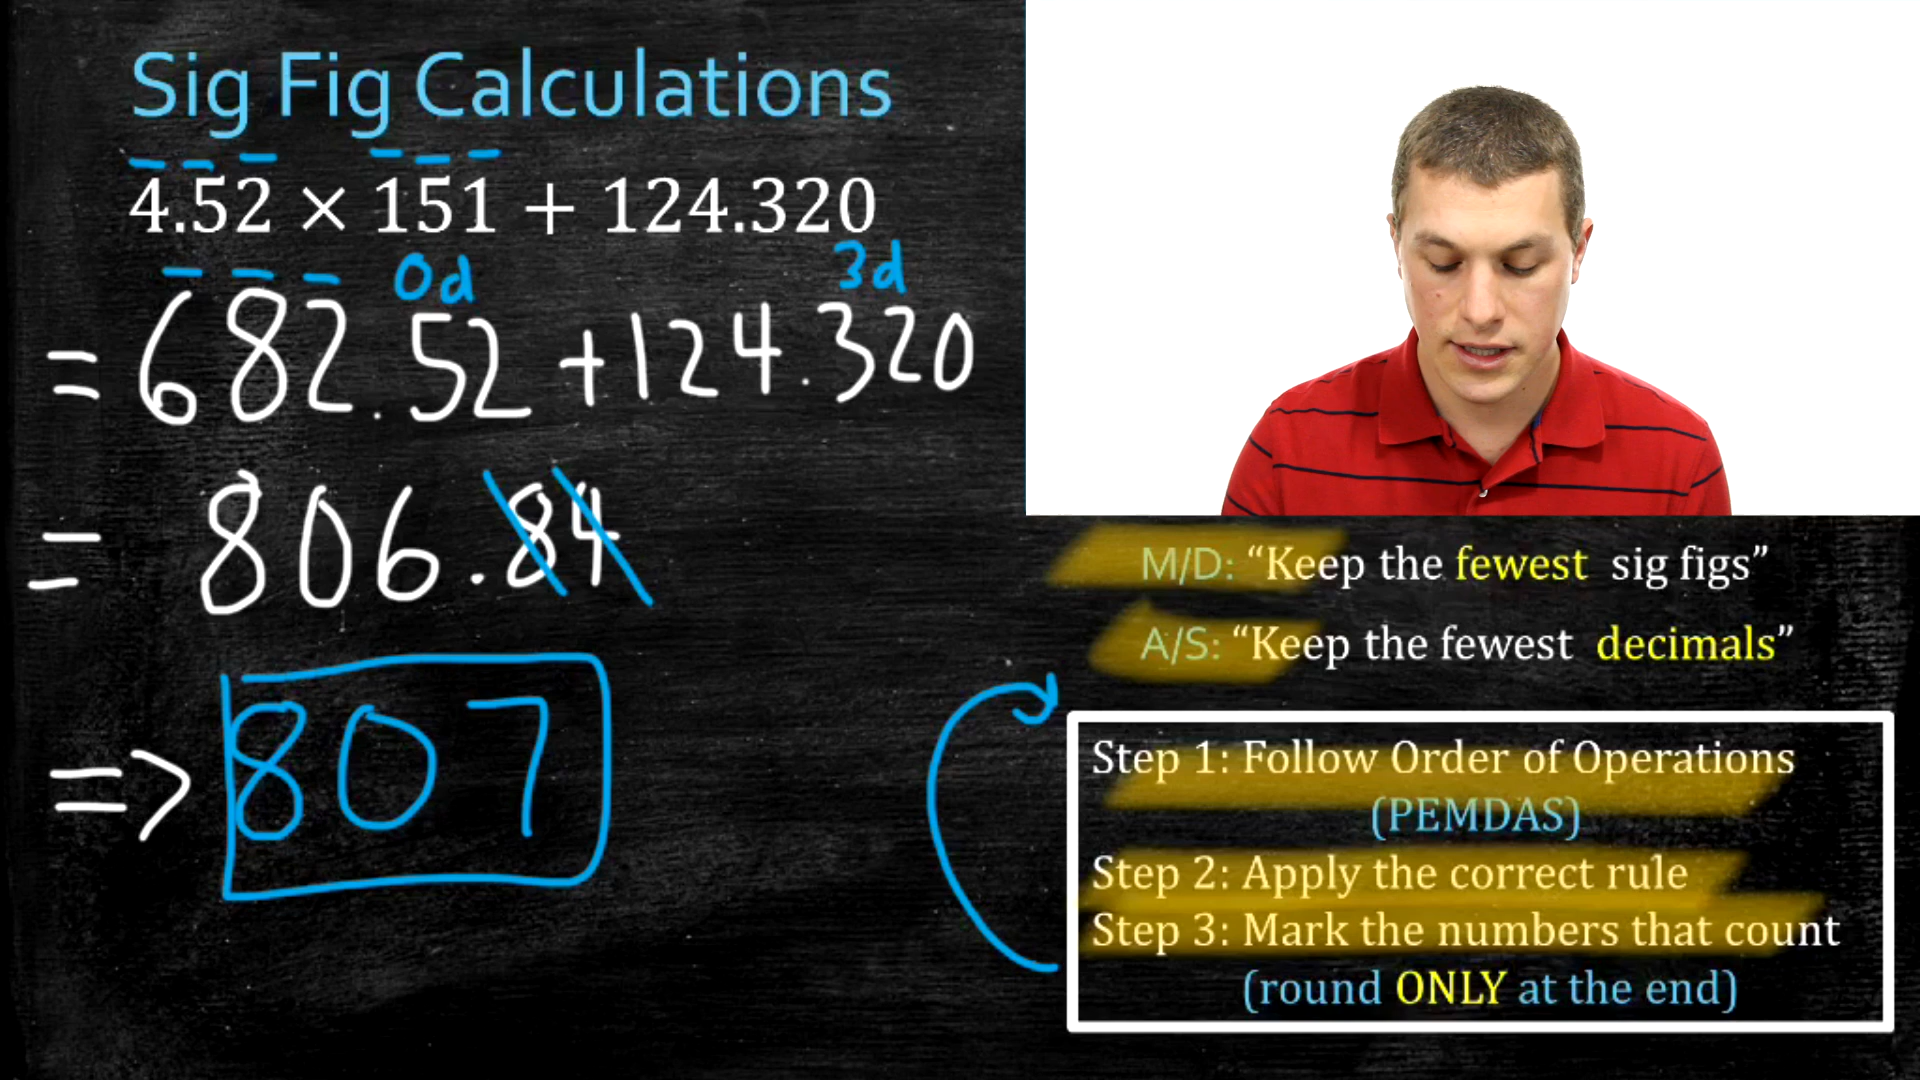 Sig Fig Calculations
4.52 × 151 + 124.320
0d 3d
= 682.52 + 124.320
= 806.84
=> 807
M/D: “Keep the fewest sig figs”
A/S: “Keep the fewest decimals”
Step 1: Follow Order of Operations
(PEMDAS)
Step 2: Apply the correct rule
Step 3: Mark the numbers that count
(round ONLY at the end)